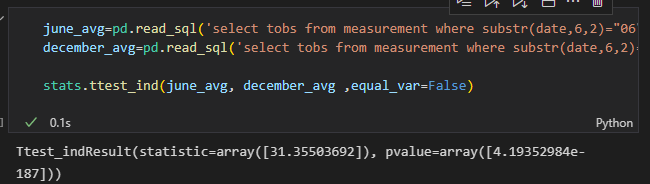 june_avg=pd.read_sql('select tobs from measurement where substr(date,6,2)="06
december_avg=pd.read_sql('select tobs from measurement where substr(date,6,2)=
stats.ttest_ind(june_avg, december_avg ,equal_var=False)
0.1s
Python
Ttest_indResult(statistic=array([31.35503692]), pvalue=array([4.19352984e-
187]))